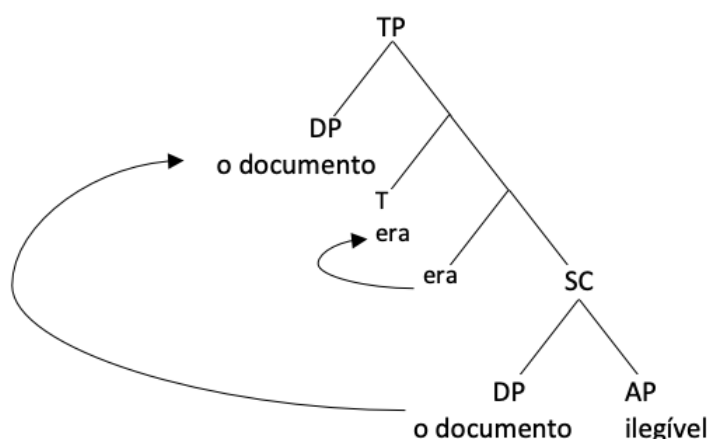 TP
DP
o documento
T
era
era
SC
DP AP
o documento ilegível